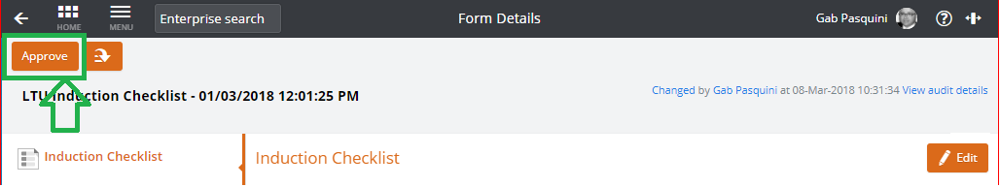 HOME
MENU
Enterprise search
Form Details
Gab Pasquini
Approve
LTU Induction Checklist - 01/03/2018 12:01:25 PM
Changed by Gab Pasquini at 08-Mar-2018 10:31:34 View audit details
Induction Checklist
Induction Checklist
Edit